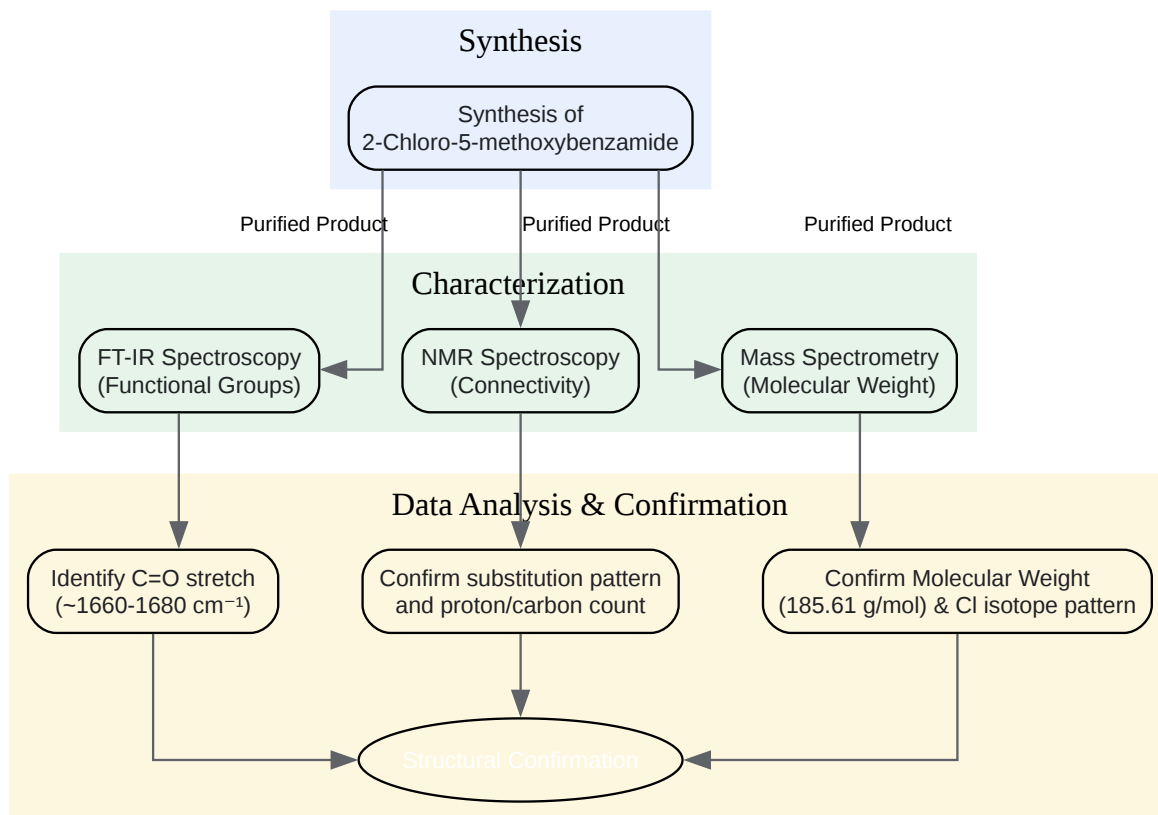 Synthesis
Synthesis of
2-Chloro-5-methoxybenzamide
Purified Product
Purified Product
Purified Product
Characterization
FT-IR Spectroscopy
(Functional Groups)
NMR Spectroscopy
(Connectivity)
Mass Spectrometry
(Molecular Weight)
Data Analysis & Confirmation
Identify C=O stretch
(~1660-1680 cm⁻¹)
Confirm substitution pattern
and proton/carbon count
Confirm Molecular Weight
(185.61 g/mol) & Cl isotope pattern
Structural Confirmation